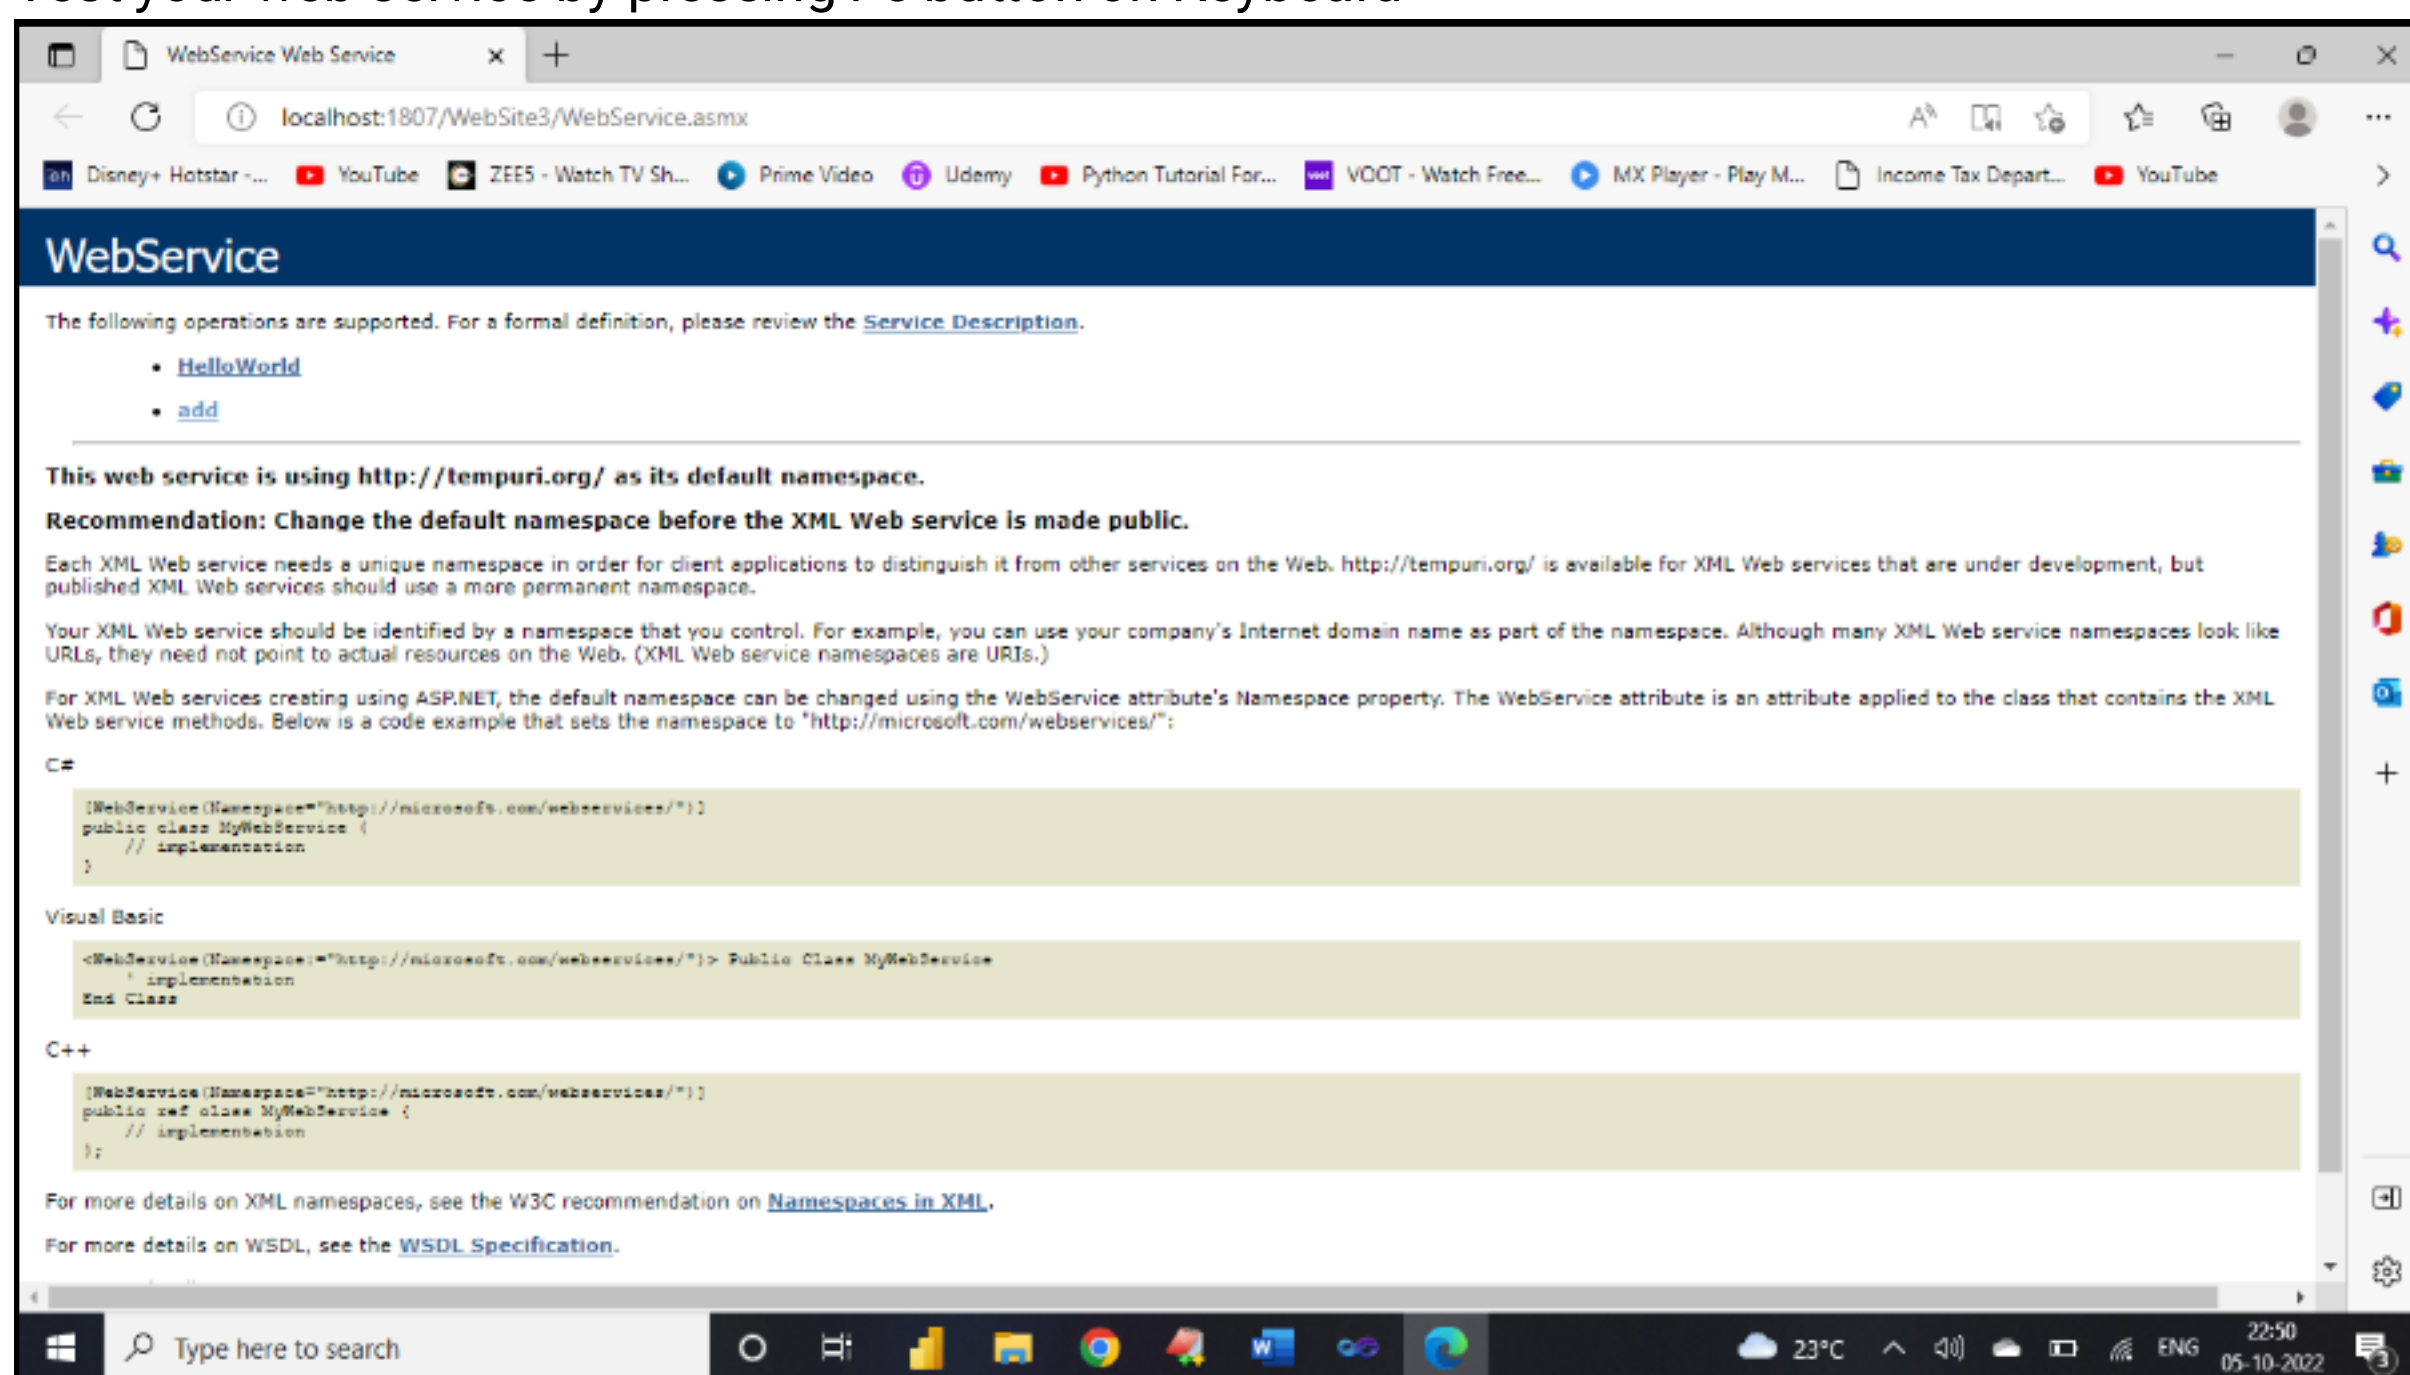 Test your web service by pressing F5 button on Keyboard
WebService Web Service
localhost:1807/WebSite3/WebService.asmx
Disney+ Hotstar -... YouTube ZEE5 - Watch TV Sh... Prime Video Udemy Python Tutorial For... VOOT - Watch Free... MX Player - Play M... Income Tax Depart... YouTube
WebService
The following operations are supported. For a formal definition, please review the Service Description.
• HelloWorld
• add
This web service is using http://tempuri.org/ as its default namespace.
Recommendation: Change the default namespace before the XML Web service is made public.
Each XML Web service needs a unique namespace in order for client applications to distinguish it from other services on the Web. http://tempuri.org/ is available for XML Web services that are under development, but
published XML Web services should use a more permanent namespace.
Your XML Web service should be identified by a namespace that you control. For example, you can use your company's Internet domain name as part of the namespace. Although many XML Web service namespaces look like
URLs, they need not point to actual resources on the Web. (XML Web service namespaces are URIs.)
For XML Web services creating using ASP.NET, the default namespace can be changed using the WebService attribute's Namespace property. The WebService attribute is an attribute applied to the class that contains the XML
Web service methods. Below is a code example that sets the namespace to "http://microsoft.com/webservices/":
C#
[WebService(Namespace="http://microsoft.com/webservices/")]
public class MyWebService {
// implementation
}
Visual Basic
<WebService(Namespace:="http://microsoft.com/webservices/")> Public Class MyWebService
' implementation
End Class
C++
[WebService(Namespace="http://microsoft.com/webservices/")]
public ref class MyWebService {
// implementation
};
For more details on XML namespaces, see the W3C recommendation on Namespaces in XML.
For more details on WSDL, see the WSDL Specification.
Type here to search
23°C ENG 22:50
05-10-2022
3